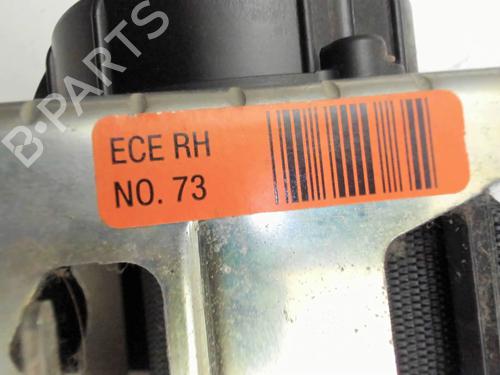 B-PARTS
ECE RH
NO. 73